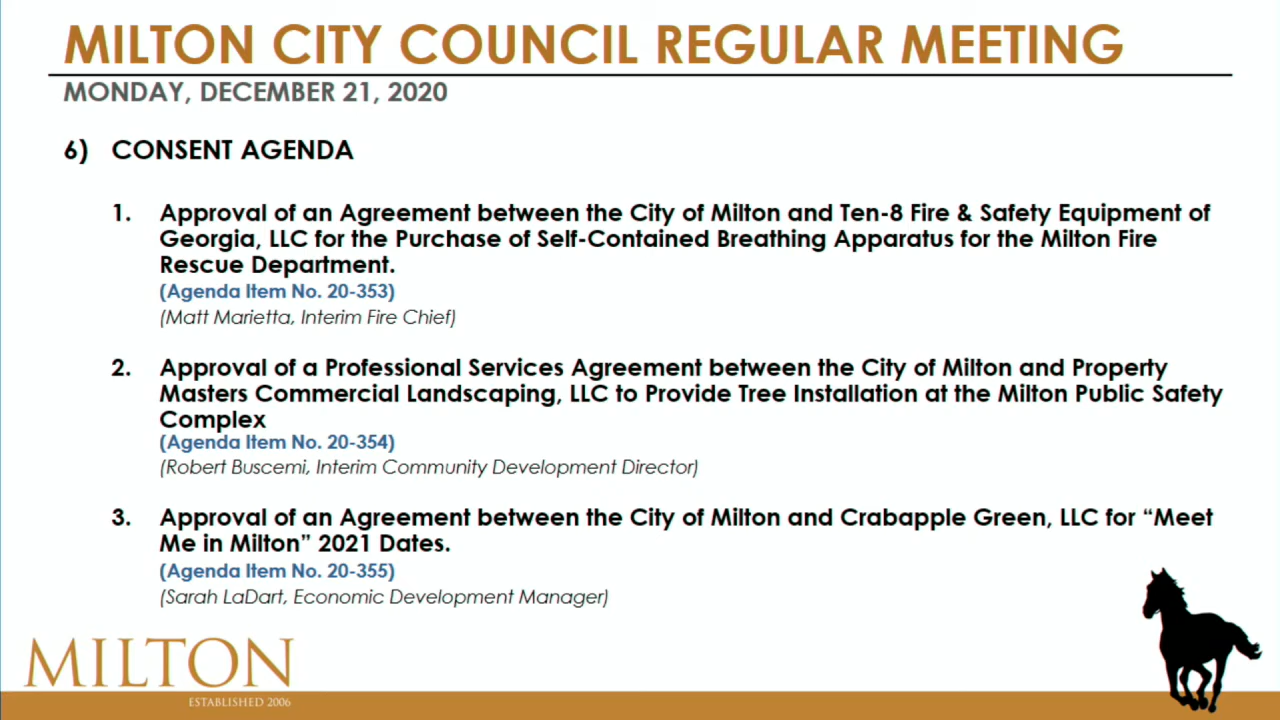 MILTON CITY COUNCIL REGULAR MEETING
MONDAY, DECEMBER 21, 2020
6) CONSENT AGENDA
1. Approval of an Agreement between the City of Milton and Ten-8 Fire & Safety Equipment of
Georgia, LLC for the Purchase of Self-Contained Breathing Apparatus for the Milton Fire
Rescue Department.
(Agenda Item No. 20-353)
(Matt Marietta, Interim Fire Chief)
2. Approval of a Professional Services Agreement between the City of Milton and Property
Masters Commercial Landscaping, LLC to Provide Tree Installation at the Milton Public Safety
Complex
(Agenda Item No. 20-354)
(Robert Buscemi, Interim Community Development Director)
3. Approval of an Agreement between the City of Milton and Crabapple Green, LLC for “Meet
Me in Milton” 2021 Dates.
(Agenda Item No. 20-355)
(Sarah LaDart, Economic Development Manager)
MILTON
ESTABLISHED 2006